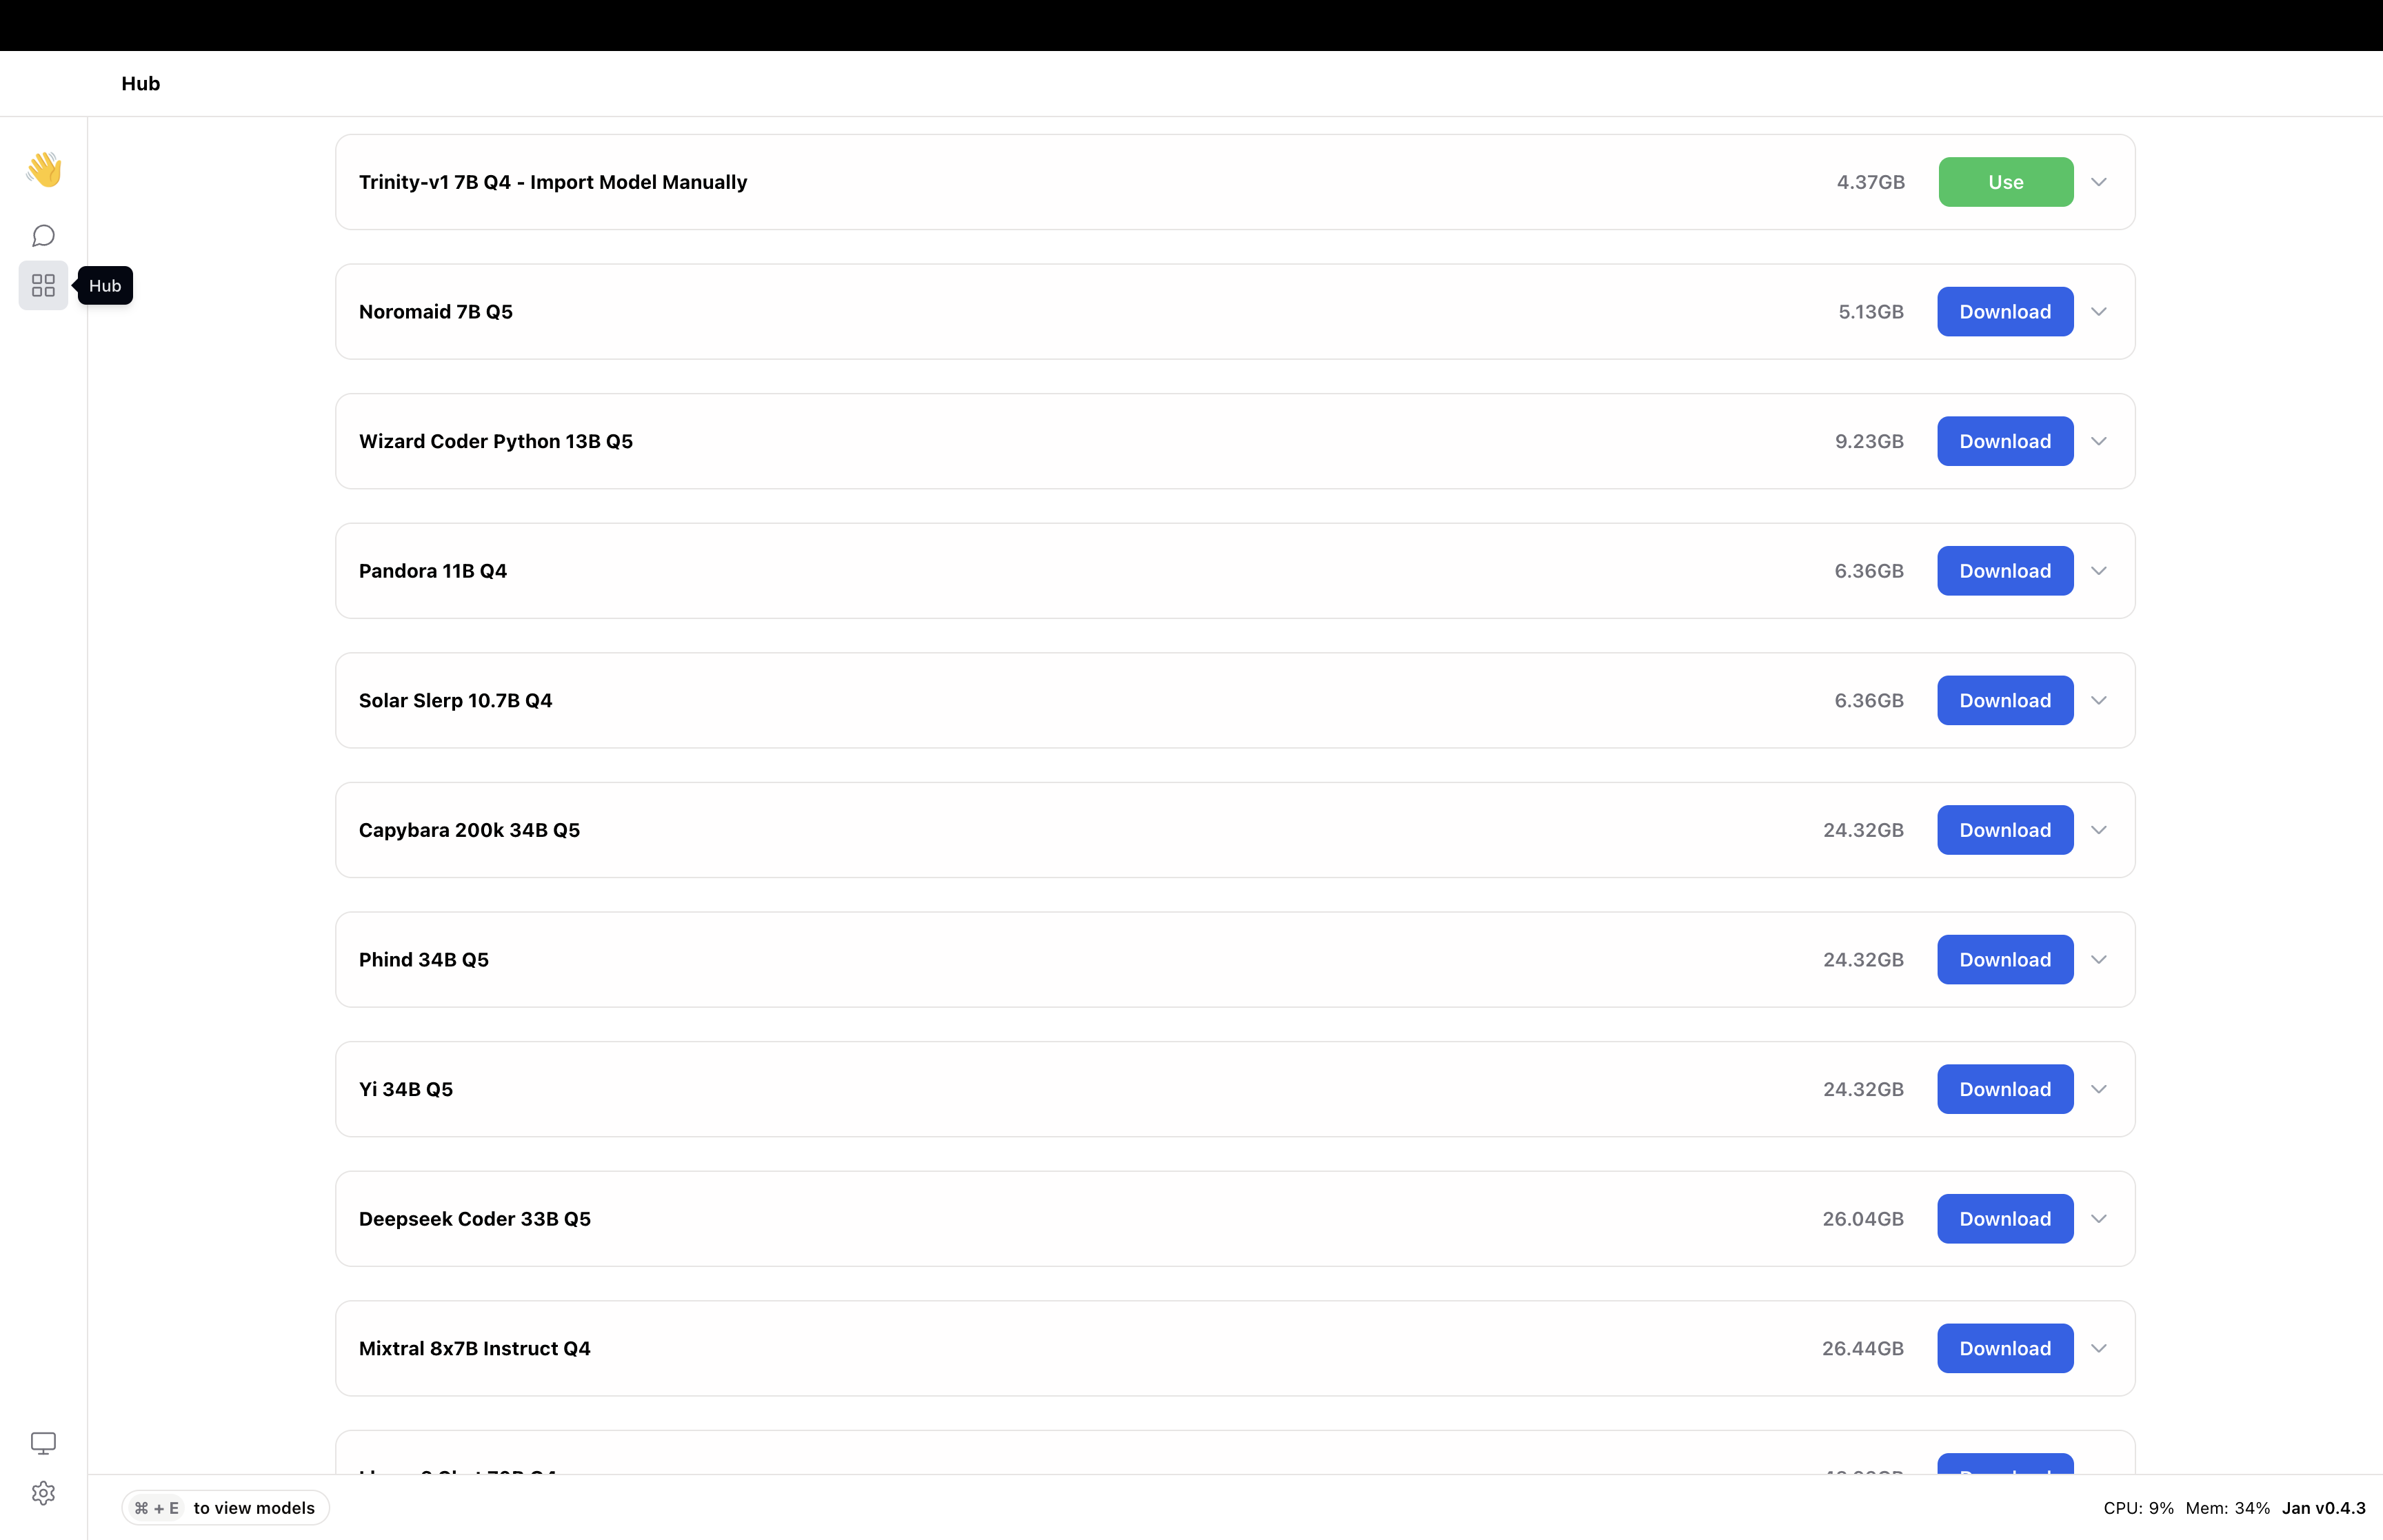 Hub
Trinity-v1 7B Q4 - Import Model Manually 4.37GB Use
Hub
Noromaid 7B Q5 5.13GB Download
Wizard Coder Python 13B Q5 9.23GB Download
Pandora 11B Q4 6.36GB Download
Solar Slerp 10.7B Q4 6.36GB Download
Capybara 200k 34B Q5 24.32GB Download
Phind 34B Q5 24.32GB Download
Yi 34B Q5 24.32GB Download
Deepseek Coder 33B Q5 26.04GB Download
Mixtral 8x7B Instruct Q4 26.44GB Download
⌘ + E to view models CPU: 9% Mem: 34% Jan v0.4.3